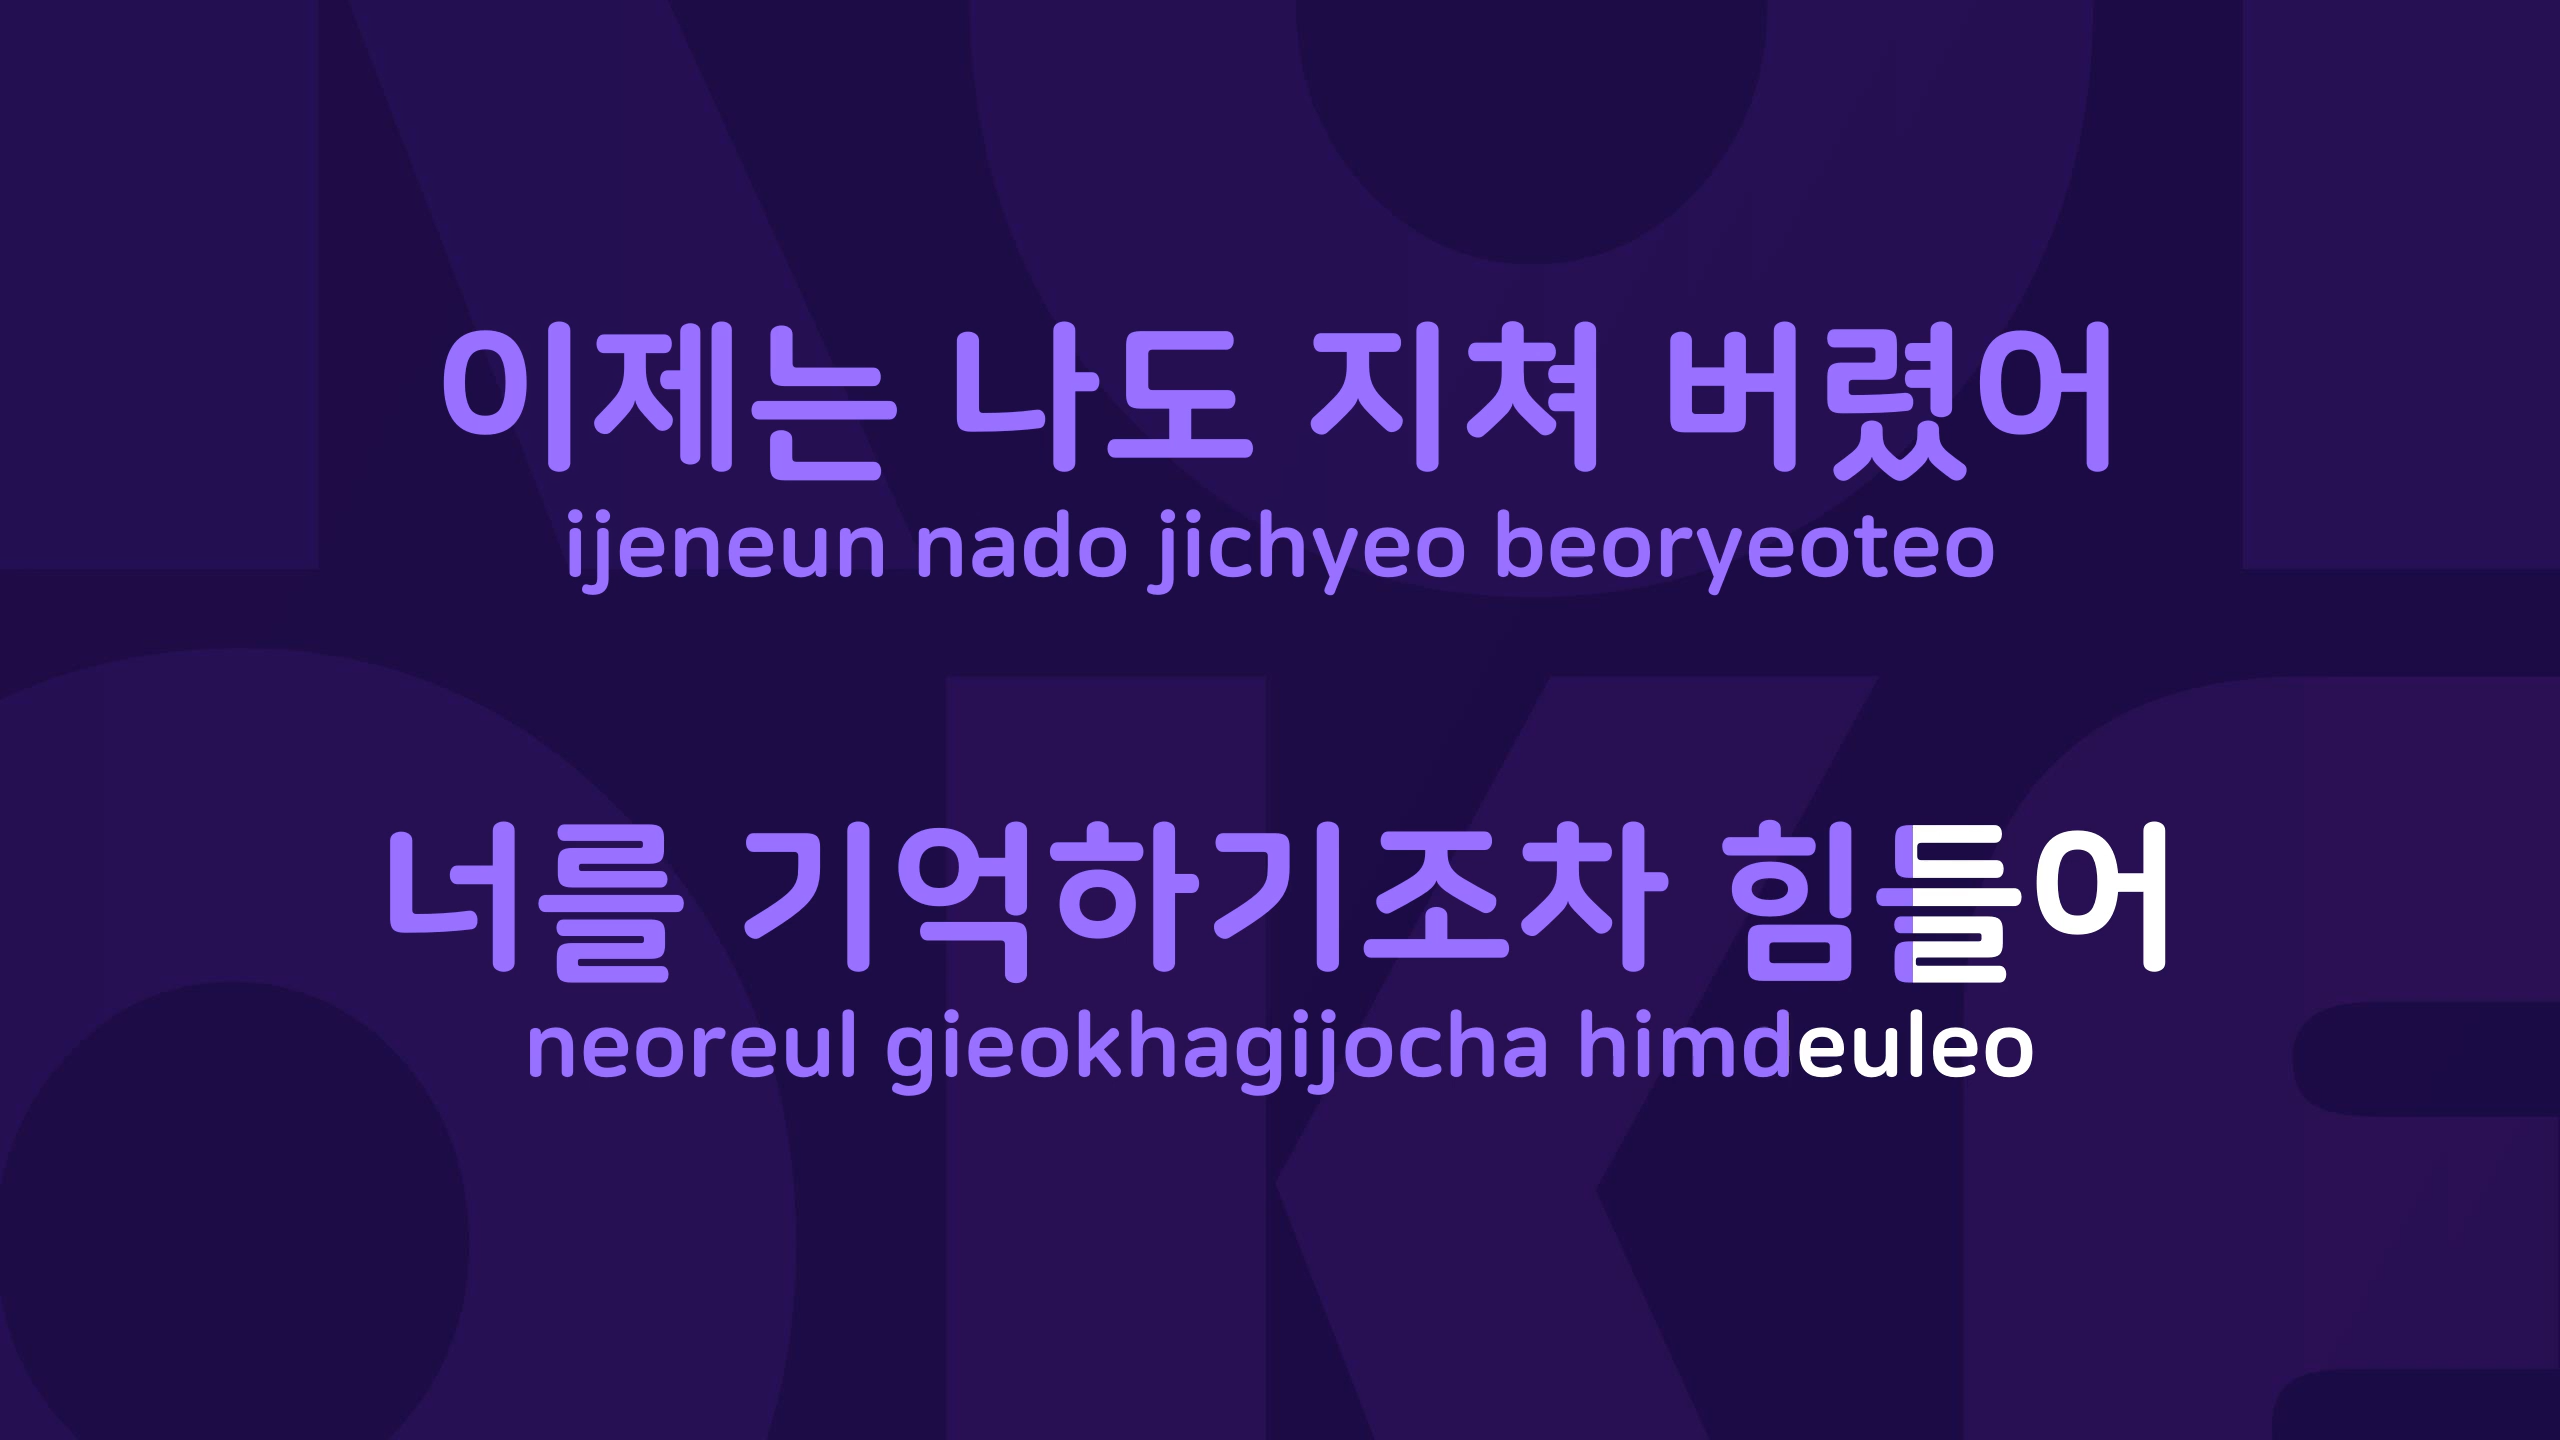 이제는 나도 지쳐 버렸어
ijeneun nado jichyeo beoryeoteo
너를 기억하기조차 힘들어
neoreul gieokhagijocha himdeuleo